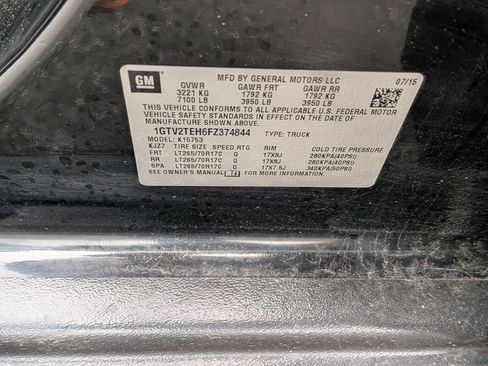 GM
MFD BY GENERAL MOTORS LLC 07/15
GVWR GAWR FRT GAWR RR
3221 KG 1792 KG 1792 KG
7100 LB 3950 LB 3950 LB
THIS VEHICLE CONFORMS TO ALL APPLICABLE U.S. FEDERAL MOTOR
VEHICLE SAFETY STANDARDS IN EFFECT ON THE DATE OF
MANUFACTURE SHOWN ABOVE.
1GTV2TEH6FZ374844 TYPE: TRUCK
MODEL: K15753
KJZ7 TIRE SIZE SPEED RTG RIM COLD TIRE PRESSURE
FRT LT265/70R17C Q 17X8J 280KPA(40PSI)
RR LT265/70R17C Q 17X8J 280KPA(40PSI)
SPA LT265/70R17C Q 17X7.5J 340KPA(50PSI)
SEE OWNER'S MANUAL FOR ADDITIONAL INFORMATION.